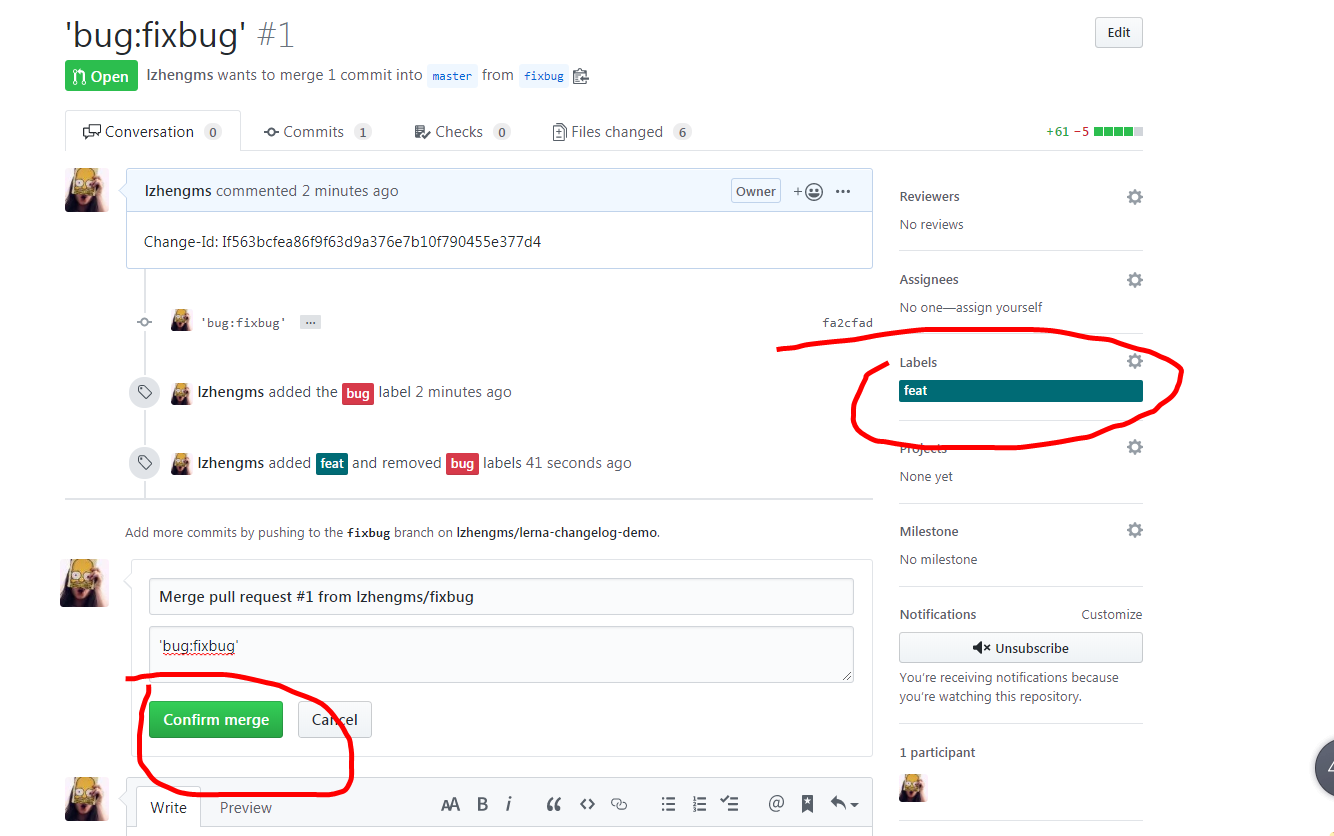 'bug:fixbug' #1
Edit
Open lzhengms wants to merge 1 commit into master from fixbug
Conversation 0 Commits 1 Checks 0 Files changed 6
+61 −5
lzhengms commented 2 minutes ago
Owner
Change-Id: If563bcfea86f9f63d9a376e7b10f790455e377d4
'bug:fixbug' ...
fa2cfad
lzhengms added the bug label 2 minutes ago
lzhengms added feat and removed bug labels 41 seconds ago
Add more commits by pushing to the fixbug branch on lzhengms/lerna-changelog-demo.
Merge pull request #1 from lzhengms/fixbug
'bug:fixbug'
Confirm merge
Cancel
Write Preview
AA B i “ <> @
Reviewers
No reviews
Assignees
No one—assign yourself
Labels
feat
Projects
None yet
Milestone
No milestone
Notifications
Customize
Unsubscribe
You’re receiving notifications because
you’re watching this repository.
1 participant